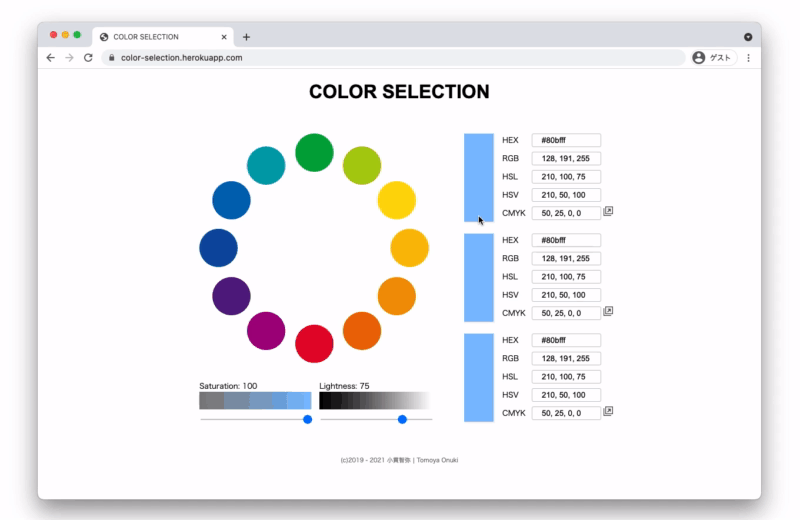 COLOR SELECTION
color-selection.herokuapp.com
ゲスト
COLOR SELECTION
HEX #80bfff
RGB 128, 191, 255
HSL 210, 100, 75
HSV 210, 50, 100
CMYK 50, 25, 0, 0
HEX #80bfff
RGB 128, 191, 255
HSL 210, 100, 75
HSV 210, 50, 100
CMYK 50, 25, 0, 0
HEX #80bfff
RGB 128, 191, 255
HSL 210, 100, 75
HSV 210, 50, 100
CMYK 50, 25, 0, 0
Saturation: 100
Lightness: 75
(c)2019 - 2021 小貫智弥 | Tomoya Onuki